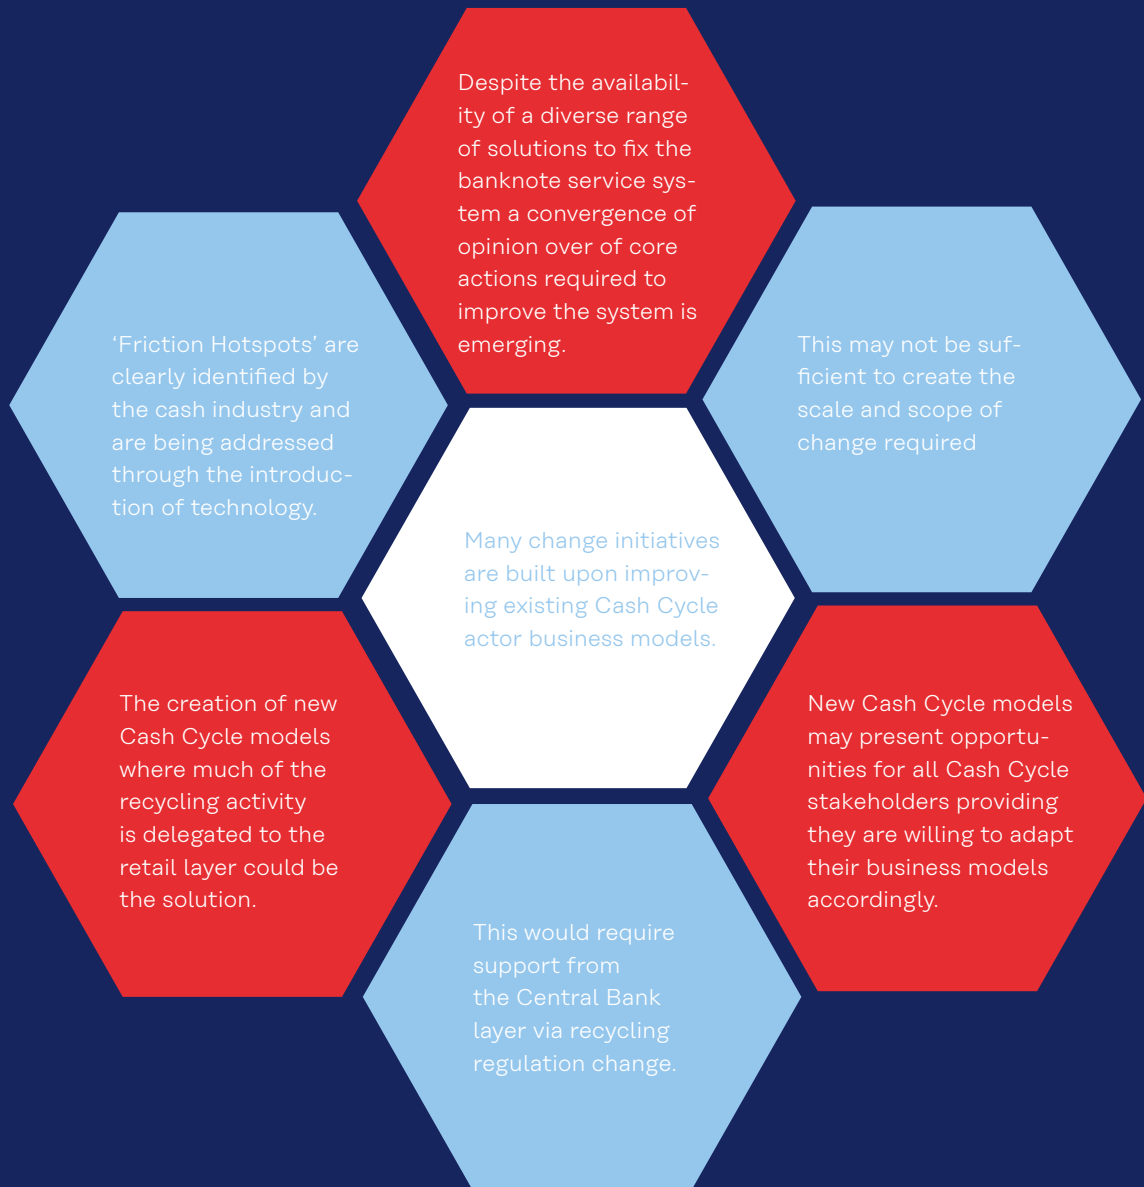 Despite the availabil-
ity of a diverse range
of solutions to fix the
banknote service sys-
tem a convergence of
opinion over of core
actions required to
improve the system is
emerging.
‘Friction Hotspots’ are
clearly identified by
the cash industry and
are being addressed
through the introduc-
tion of technology.
This may not be suf-
ficient to create the
scale and scope of
change required
Many change initiatives
are built upon improv-
ing existing Cash Cycle
actor business models.
The creation of new
Cash Cycle models
where much of the
recycling activity
is delegated to the
retail layer could be
the solution.
New Cash Cycle models
may present opportu-
nities for all Cash Cycle
stakeholders providing
they are willing to adapt
their business models
accordingly.
This would require
support from
the Central Bank
layer via recycling
regulation change.